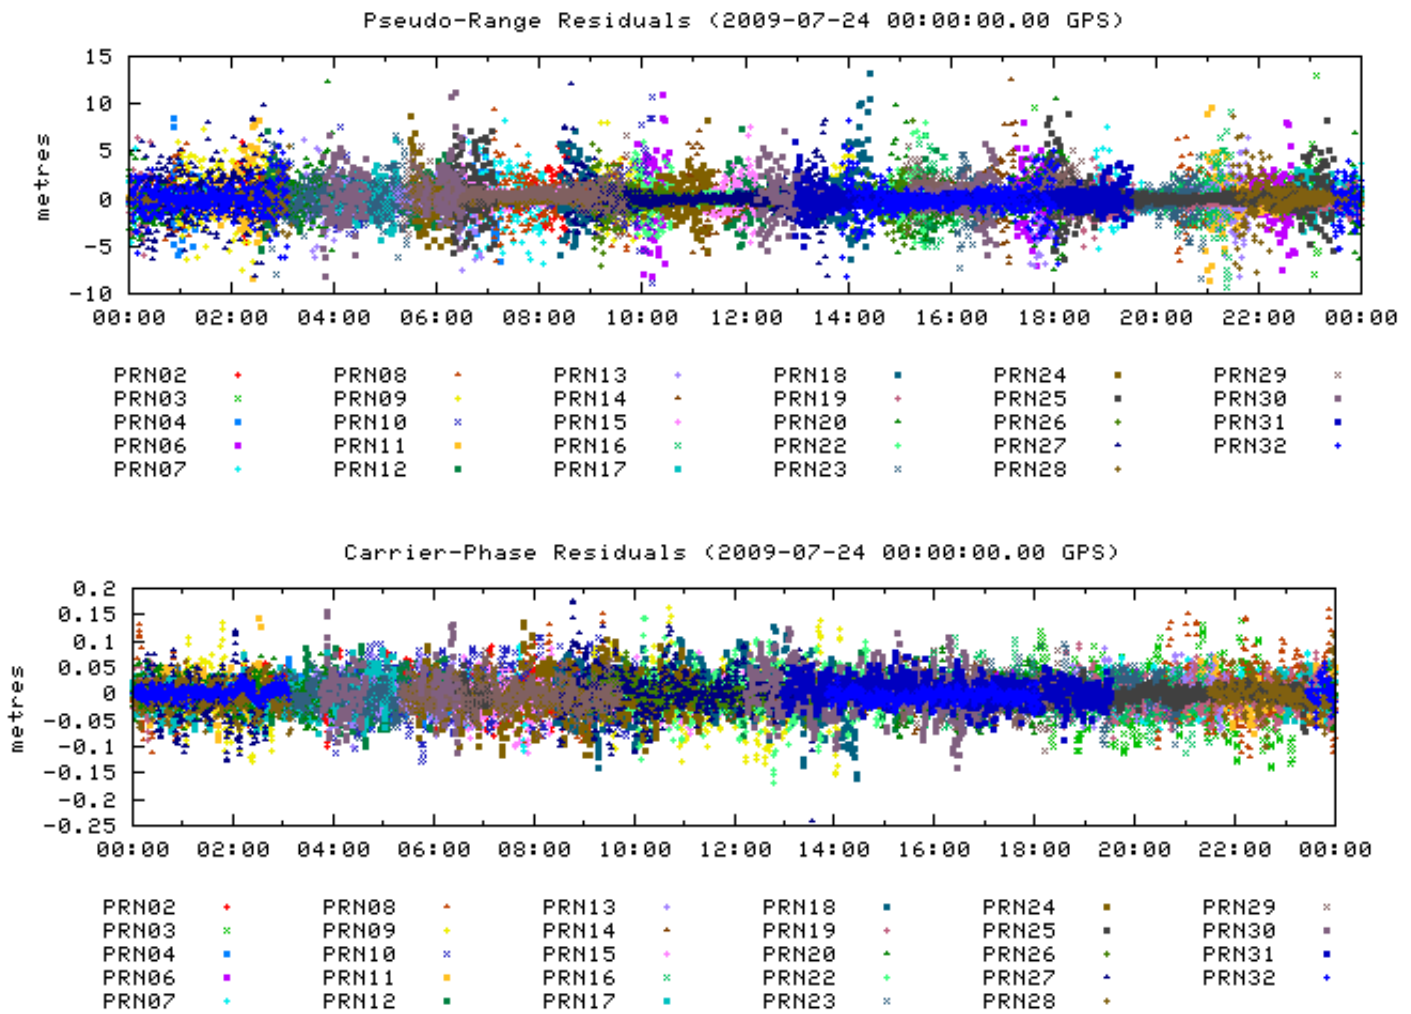 Pseudo-Range Residuals (2009-07-24 00:00:00.00 GPS)
15
10
5
0
-5
-10
metres
00:00 02:00 04:00 06:00 08:00 10:00 12:00 14:00 16:00 18:00 20:00 22:00 00:00
PRN02 PRN08 PRN13 PRN18 PRN24 PRN29
PRN03 PRN09 PRN14 PRN19 PRN25 PRN30
PRN04 PRN10 PRN15 PRN20 PRN26 PRN31
PRN06 PRN11 PRN16 PRN22 PRN27 PRN32
PRN07 PRN12 PRN17 PRN23 PRN28
Carrier-Phase Residuals (2009-07-24 00:00:00.00 GPS)
0.2
0.15
0.1
0.05
0
-0.05
-0.1
-0.15
-0.2
-0.25
metres
00:00 02:00 04:00 06:00 08:00 10:00 12:00 14:00 16:00 18:00 20:00 22:00 00:00
PRN02 PRN08 PRN13 PRN18 PRN24 PRN29
PRN03 PRN09 PRN14 PRN19 PRN25 PRN30
PRN04 PRN10 PRN15 PRN20 PRN26 PRN31
PRN06 PRN11 PRN16 PRN22 PRN27 PRN32
PRN07 PRN12 PRN17 PRN23 PRN28